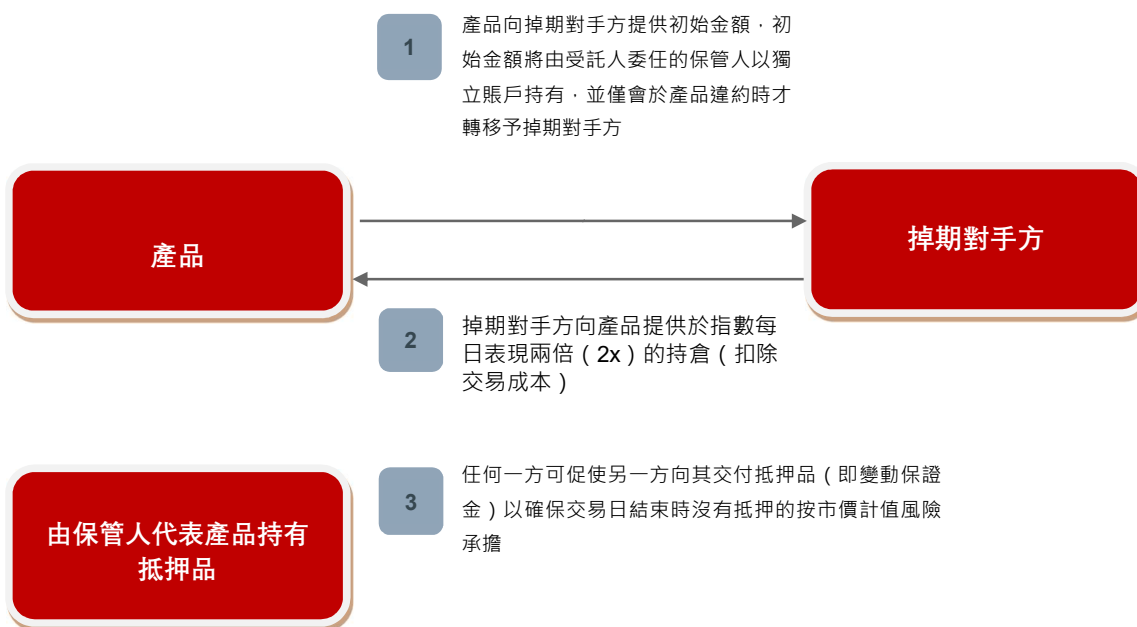 1
產品向掉期對手方提供初始金額，初
始金額將由受託人委任的保管人以獨
立賬戶持有，並僅會於產品違約時才
轉移予掉期對手方
產品
掉期對手方
2
掉期對手方向產品提供於指數每
日表現兩倍（2x）的持倉（扣除
交易成本）
3
任何一方可促使另一方向其交付抵押品（即變動保證
金）以確保交易日結束時沒有抵押的按市價計值風險
承擔
由保管人代表產品持有
抵押品